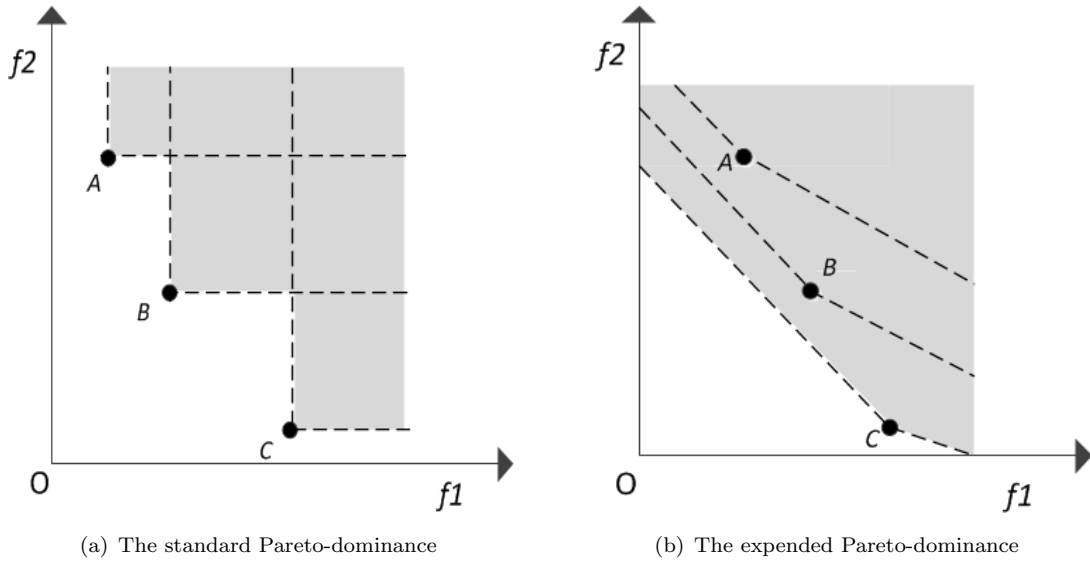 f2
A
B
C
O
f1
(a) The standard Pareto-dominance
f2
A
B
C
O
f1
(b) The expended Pareto-dominance